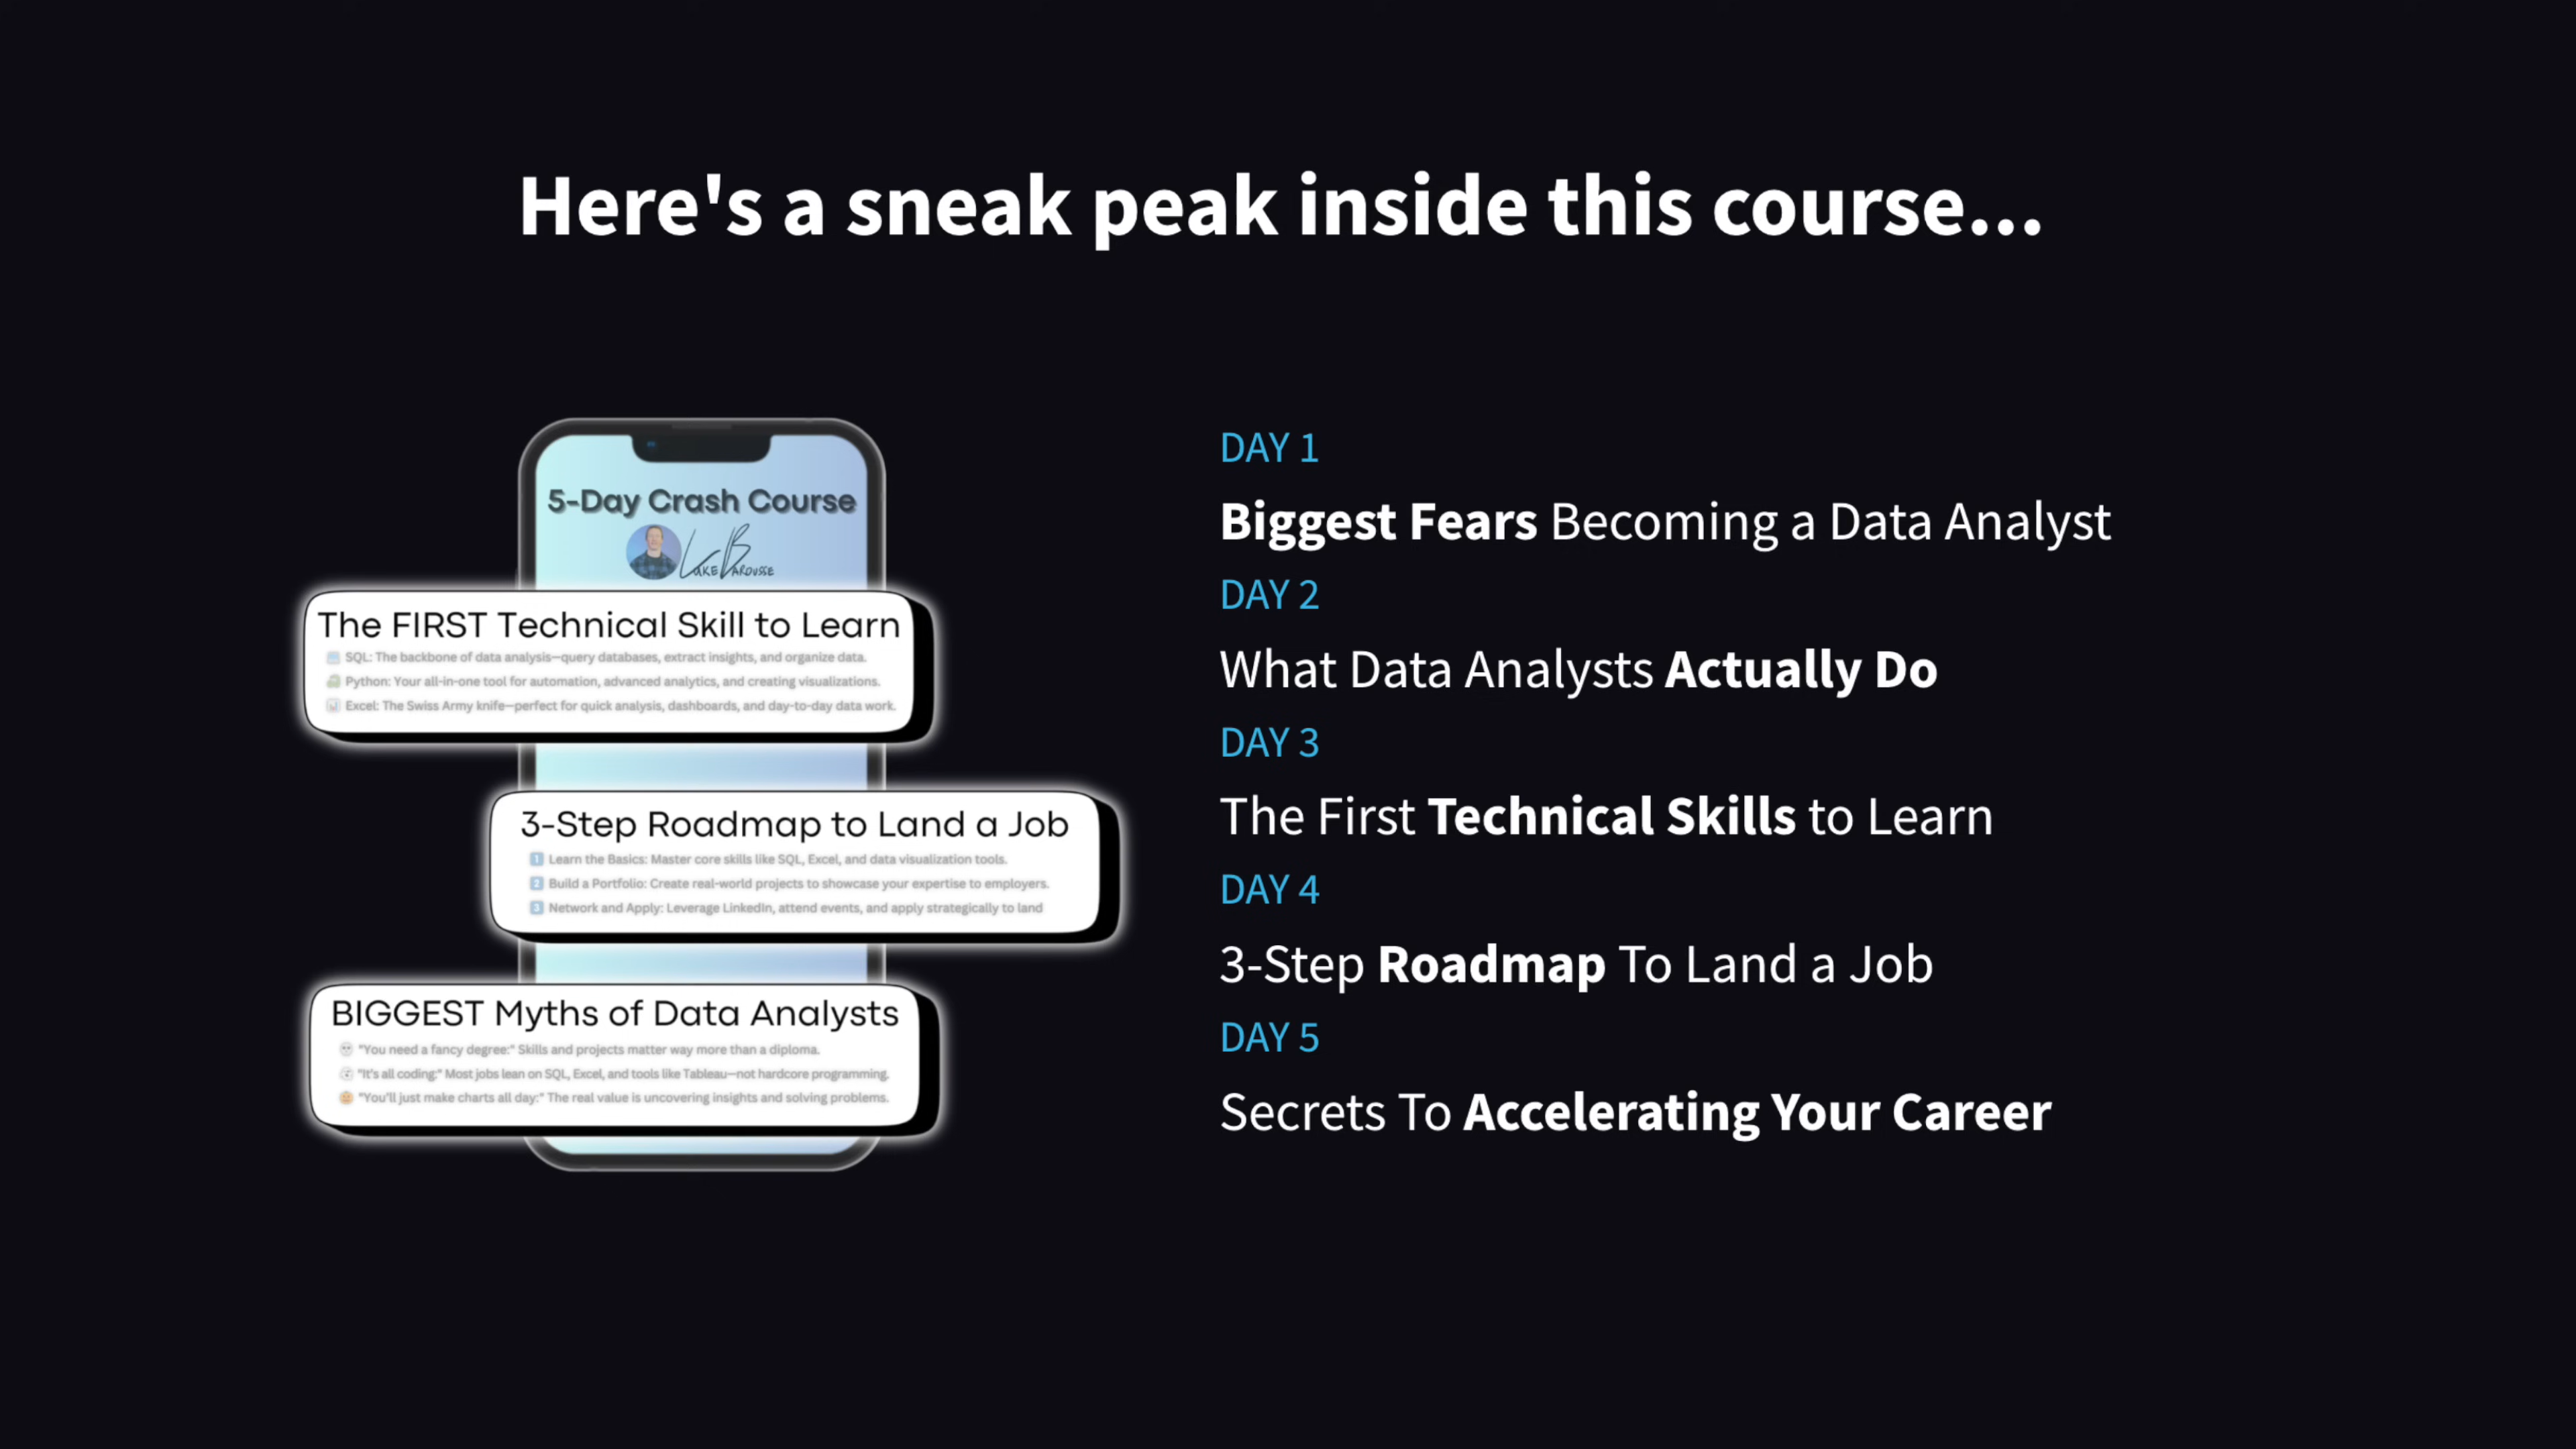 Here's a sneak peak inside this course...
5-Day Crash Course
Luke Barousse
The FIRST Technical Skill to Learn
SQL: The backbone of data analysis—query databases, extract insights, and organize data.
Python: Your all-in-one tool for automation, advanced analytics, and creating visualizations.
Excel: The Swiss Army knife—perfect for quick analysis, dashboards, and day-to-day data work.
3-Step Roadmap to Land a Job
1 Learn the Basics: Master core skills like SQL, Excel, and data visualization tools.
2 Build a Portfolio: Create real-world projects to showcase your expertise to employers.
3 Network and Apply: Leverage LinkedIn, attend events, and apply strategically to land
BIGGEST Myths of Data Analysts
"You need a fancy degree:" Skills and projects matter way more than a diploma.
"It's all coding:" Most jobs lean on SQL, Excel, and tools like Tableau—not hardcore programming.
"You'll just make charts all day:" The real value is uncovering insights and solving problems.
DAY 1
Biggest Fears Becoming a Data Analyst
DAY 2
What Data Analysts Actually Do
DAY 3
The First Technical Skills to Learn
DAY 4
3-Step Roadmap To Land a Job
DAY 5
Secrets To Accelerating Your Career